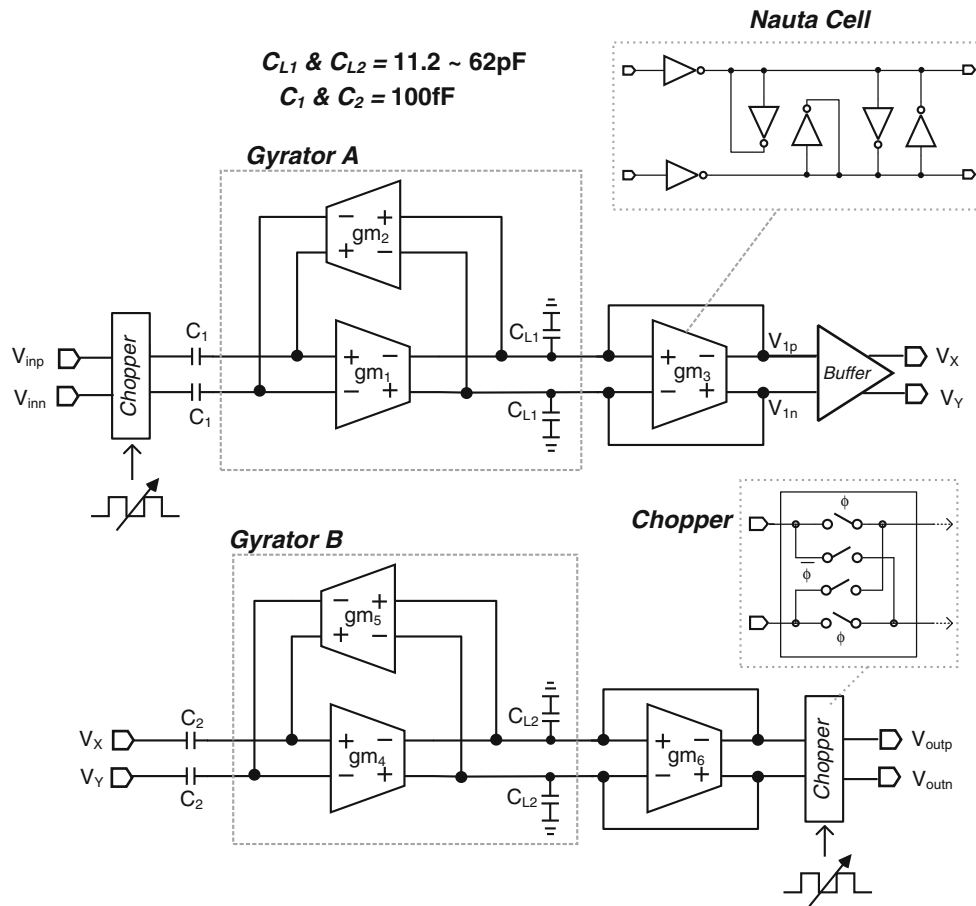 Nauta Cell
C_L1 & C_L2 = 11.2 ~ 62pF
C_1 & C_2 = 100fF
Gyrator A
− +
gm_2
+ −
C_1
C_L1
V_1p
V_inp
+ −
+ −
V_X
Chopper
gm_1
gm_3
Buffer
V_inn
− +
− +
V_Y
C_1
C_L1
V_1n
ϕ
Chopper
Gyrator B
ϕ̅
− +
gm_5
+ −
ϕ
C_2
C_L2
V_X
+ −
+ −
V_outp
gm_4
gm_6
Chopper
V_Y
− +
− +
V_outn
C_2
C_L2